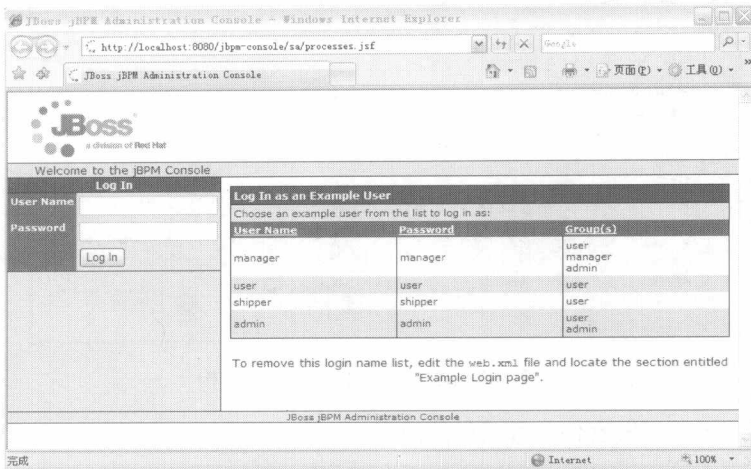 JBoss jBPM Administration Console - Windows Internet Explorer
http://localhost:8080/jbpm-console/sa/processes.jsf
Google
JBoss jBPM Administration Console
页面(P)
工具(O)
JBoss
a division of Red Hat
Welcome to the jBPM Console
Log In
User Name
Password
Log In
Log In as an Example User
Choose an example user from the list to log in as:
User Name Password Group(s)
manager manager user
manager
admin
user user user
shipper shipper user
admin admin user
admin
To remove this login name list, edit the web.xml file and locate the section entitled
"Example Login page".
JBoss jBPM Administration Console
完成
Internet
100%